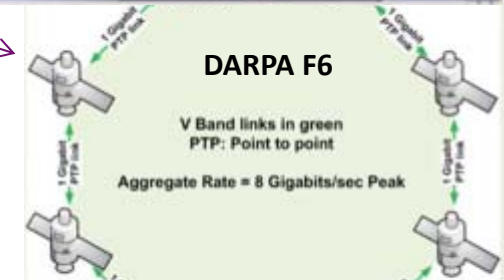 1 Gigabit
PTP link
1 Gigabit
PTP link
DARPA F6
V Band links in green
PTP: Point to point
Aggregate Rate = 8 Gigabits/sec Peak
1 Gigabit
PTP link
1 Gigabit
PTP link